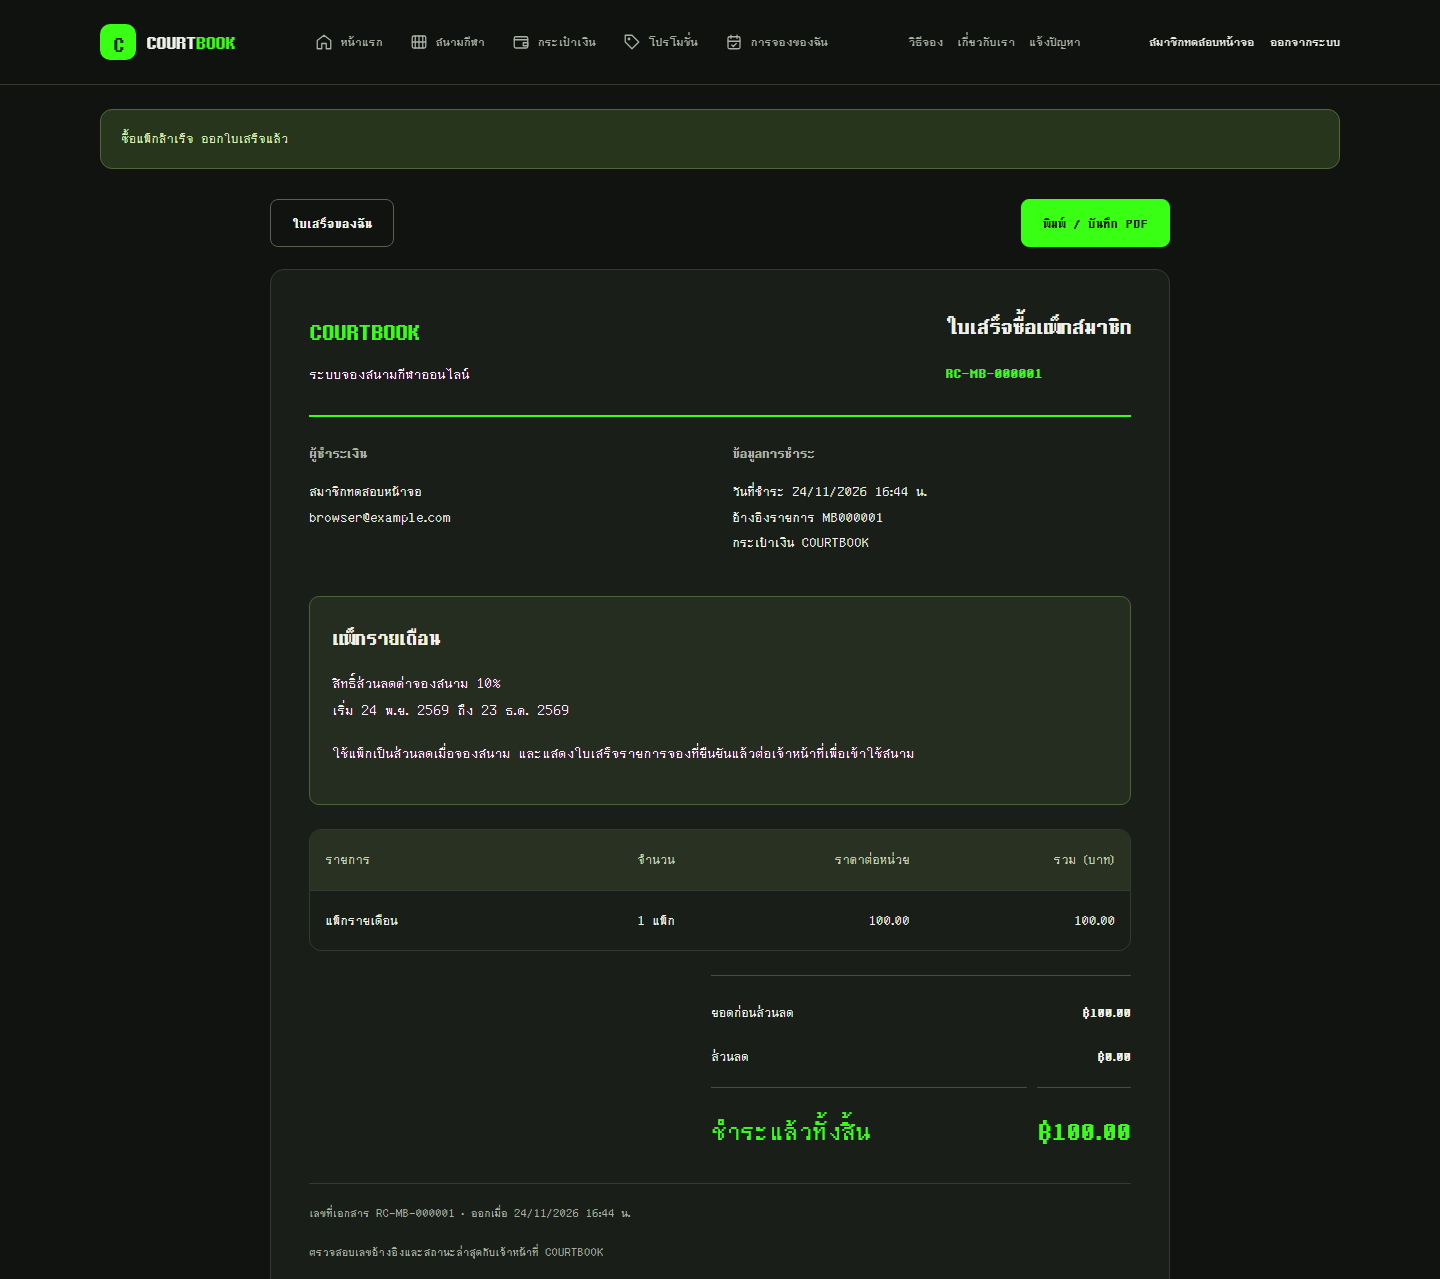 C COURTBOOK หน้าแรก สนามกีฬา กระเป๋าเงิน โปรโมชั่น การจองของฉัน วิธีจอง เกี่ยวกับเรา แจ้งปัญหา สมาชิกทดสอบหน้าจอ ออกจากระบบ
ซื้อแพ็กสำเร็จ ออกใบเสร็จแล้ว
ใบเสร็จของฉัน พิมพ์ / บันทึก PDF
COURTBOOK ใบเสร็จซื้อแพ็กสมาชิก
ระบบจองสนามกีฬาออนไลน์ RC-MB-000001
ผู้ชำระเงิน ข้อมูลการชำระ
สมาชิกทดสอบหน้าจอ วันที่ชำระ 24/11/2026 16:44 น.
browser@example.com อ้างอิงรายการ MB000001
กระเป๋าเงิน COURTBOOK
แพ็กรายเดือน
สิทธิ์ส่วนลดค่าจองสนาม 10%
เริ่ม 24 พ.ย. 2569 ถึง 23 ธ.ค. 2569
ใช้แพ็กเป็นส่วนลดเมื่อจองสนาม และแสดงใบเสร็จรายการจองที่ยืนยันแล้วต่อเจ้าหน้าที่เพื่อเข้าใช้สนาม
รายการ จำนวน ราคาต่อหน่วย รวม (บาท)
แพ็กรายเดือน 1 แพ็ก 100.00 100.00
ยอดก่อนส่วนลด ฿100.00
ส่วนลด ฿0.00
ชำระแล้วทั้งสิ้น ฿100.00
เลขที่เอกสาร RC-MB-000001 · ออกเมื่อ 24/11/2026 16:44 น.
ตรวจสอบเลขอ้างอิงและสถานะล่าสุดกับเจ้าหน้าที่ COURTBOOK